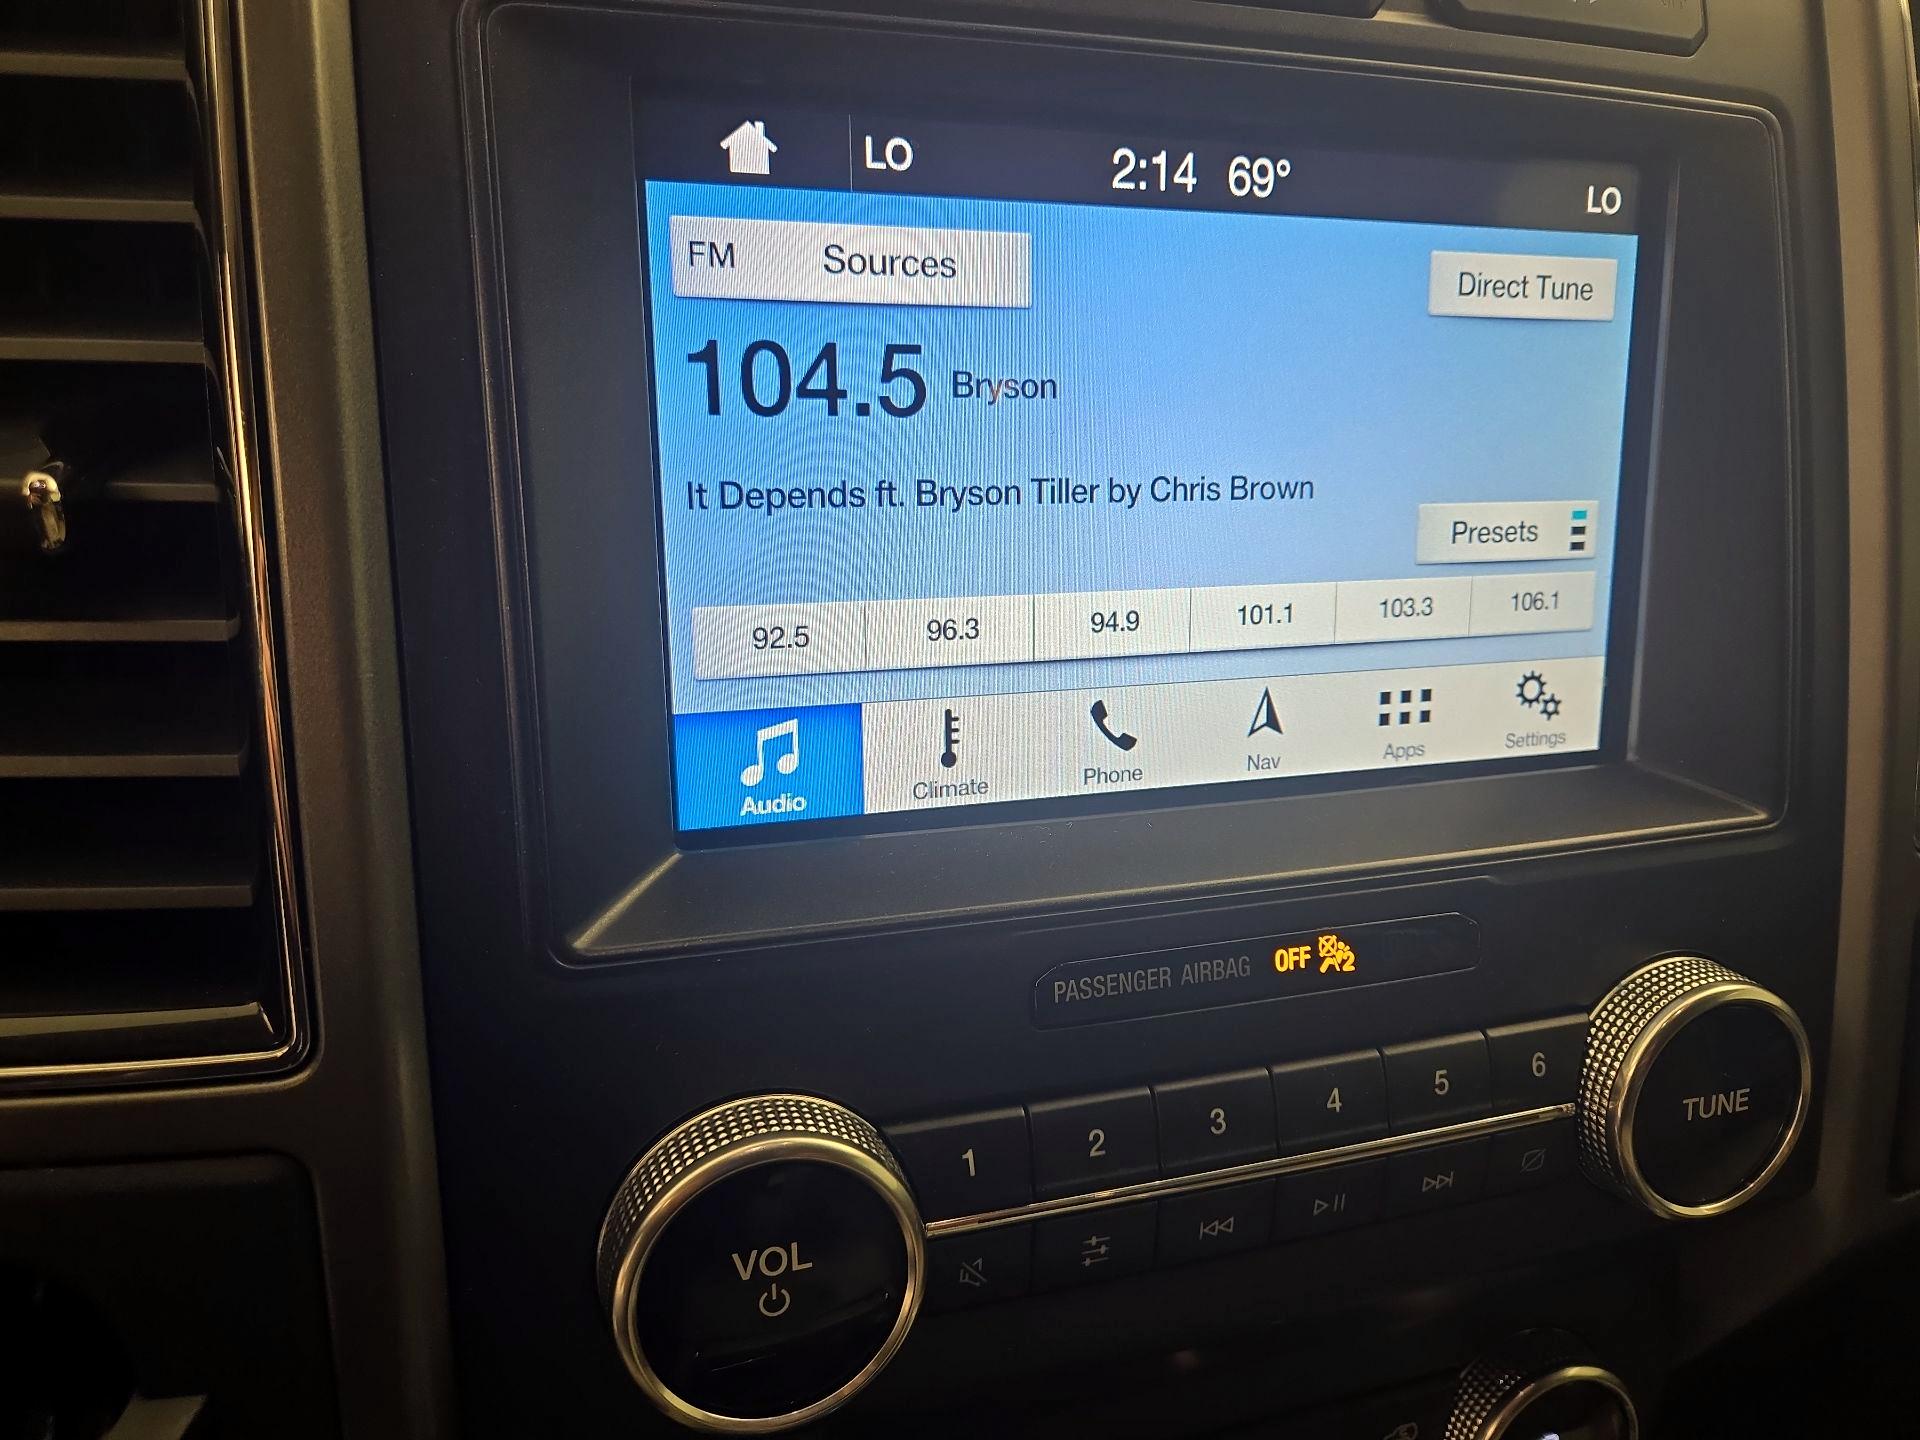 LO 2:14 69° LO
FM Sources Direct Tune
104.5 Bryson
It Depends ft. Bryson Tiller by Chris Brown
Presets
92.5 96.3 94.9 101.1 103.3 106.1
Audio Climate Phone Nav Apps Settings
PASSENGER AIRBAG OFF 2
1 2 3 4 5 6
VOL
TUNE